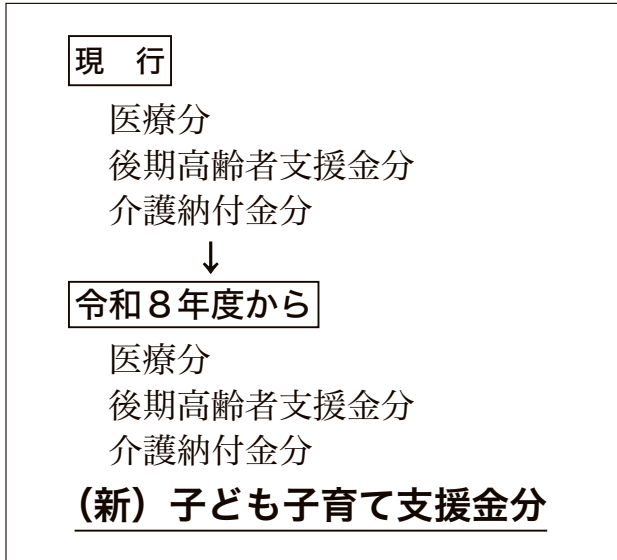 現　行
医療分
後期高齢者支援金分
介護納付金分
↓
令和８年度から
医療分
後期高齢者支援金分
介護納付金分
（新）子ども子育て支援金分